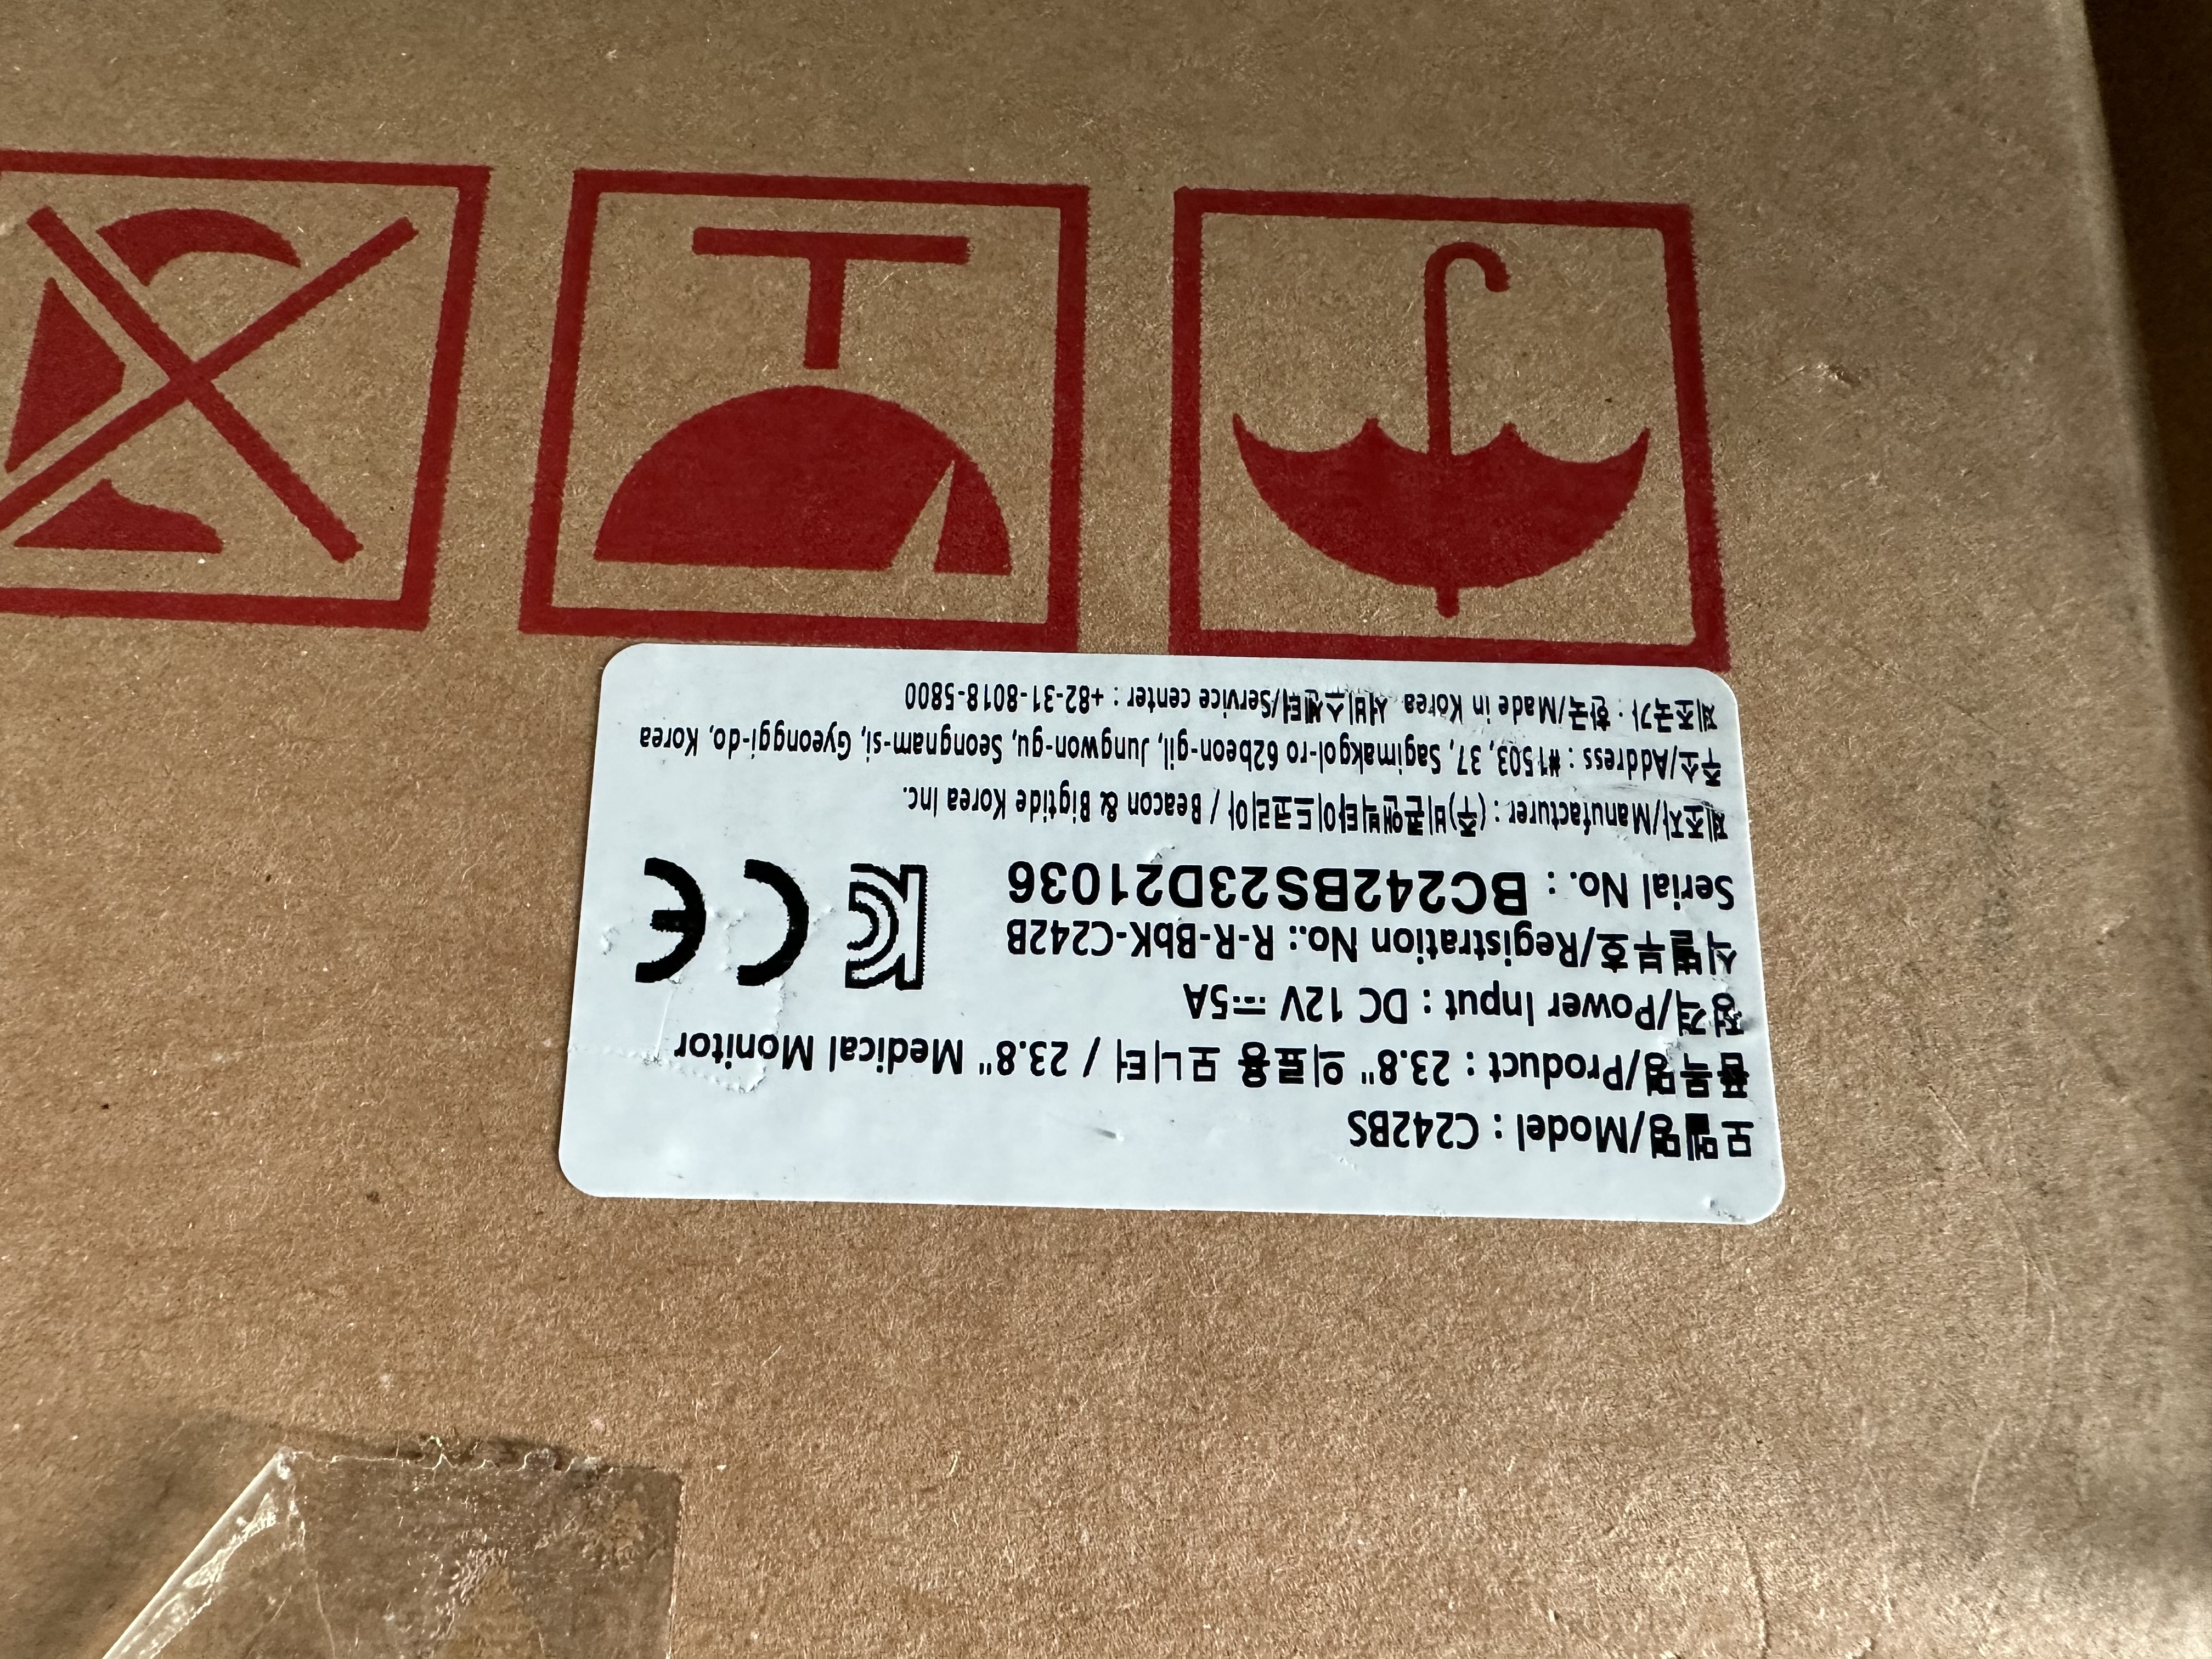 모델명/Model : C242BS
품목명/Product : 23.8" 의료용 모니터 / 23.8" Medical Monitor
정격/Power Input : DC 12V ⎓5A
식별부호/Registration No.: R-R-BbK-C242B
Serial No. : BC242BS23D21036
제조자/Manufacturer : (주)비콘앤빅타이드코리아 / Beacon & Bigtide Korea Inc.
주소/Address : #1503, 37, Sagimakgol-ro 62beon-gil, Jungwon-gu, Seongnam-si, Gyeonggi-do, Korea
제조국가 : 한국/Made in Korea 서비스센터/Service center : +82-31-8018-5800